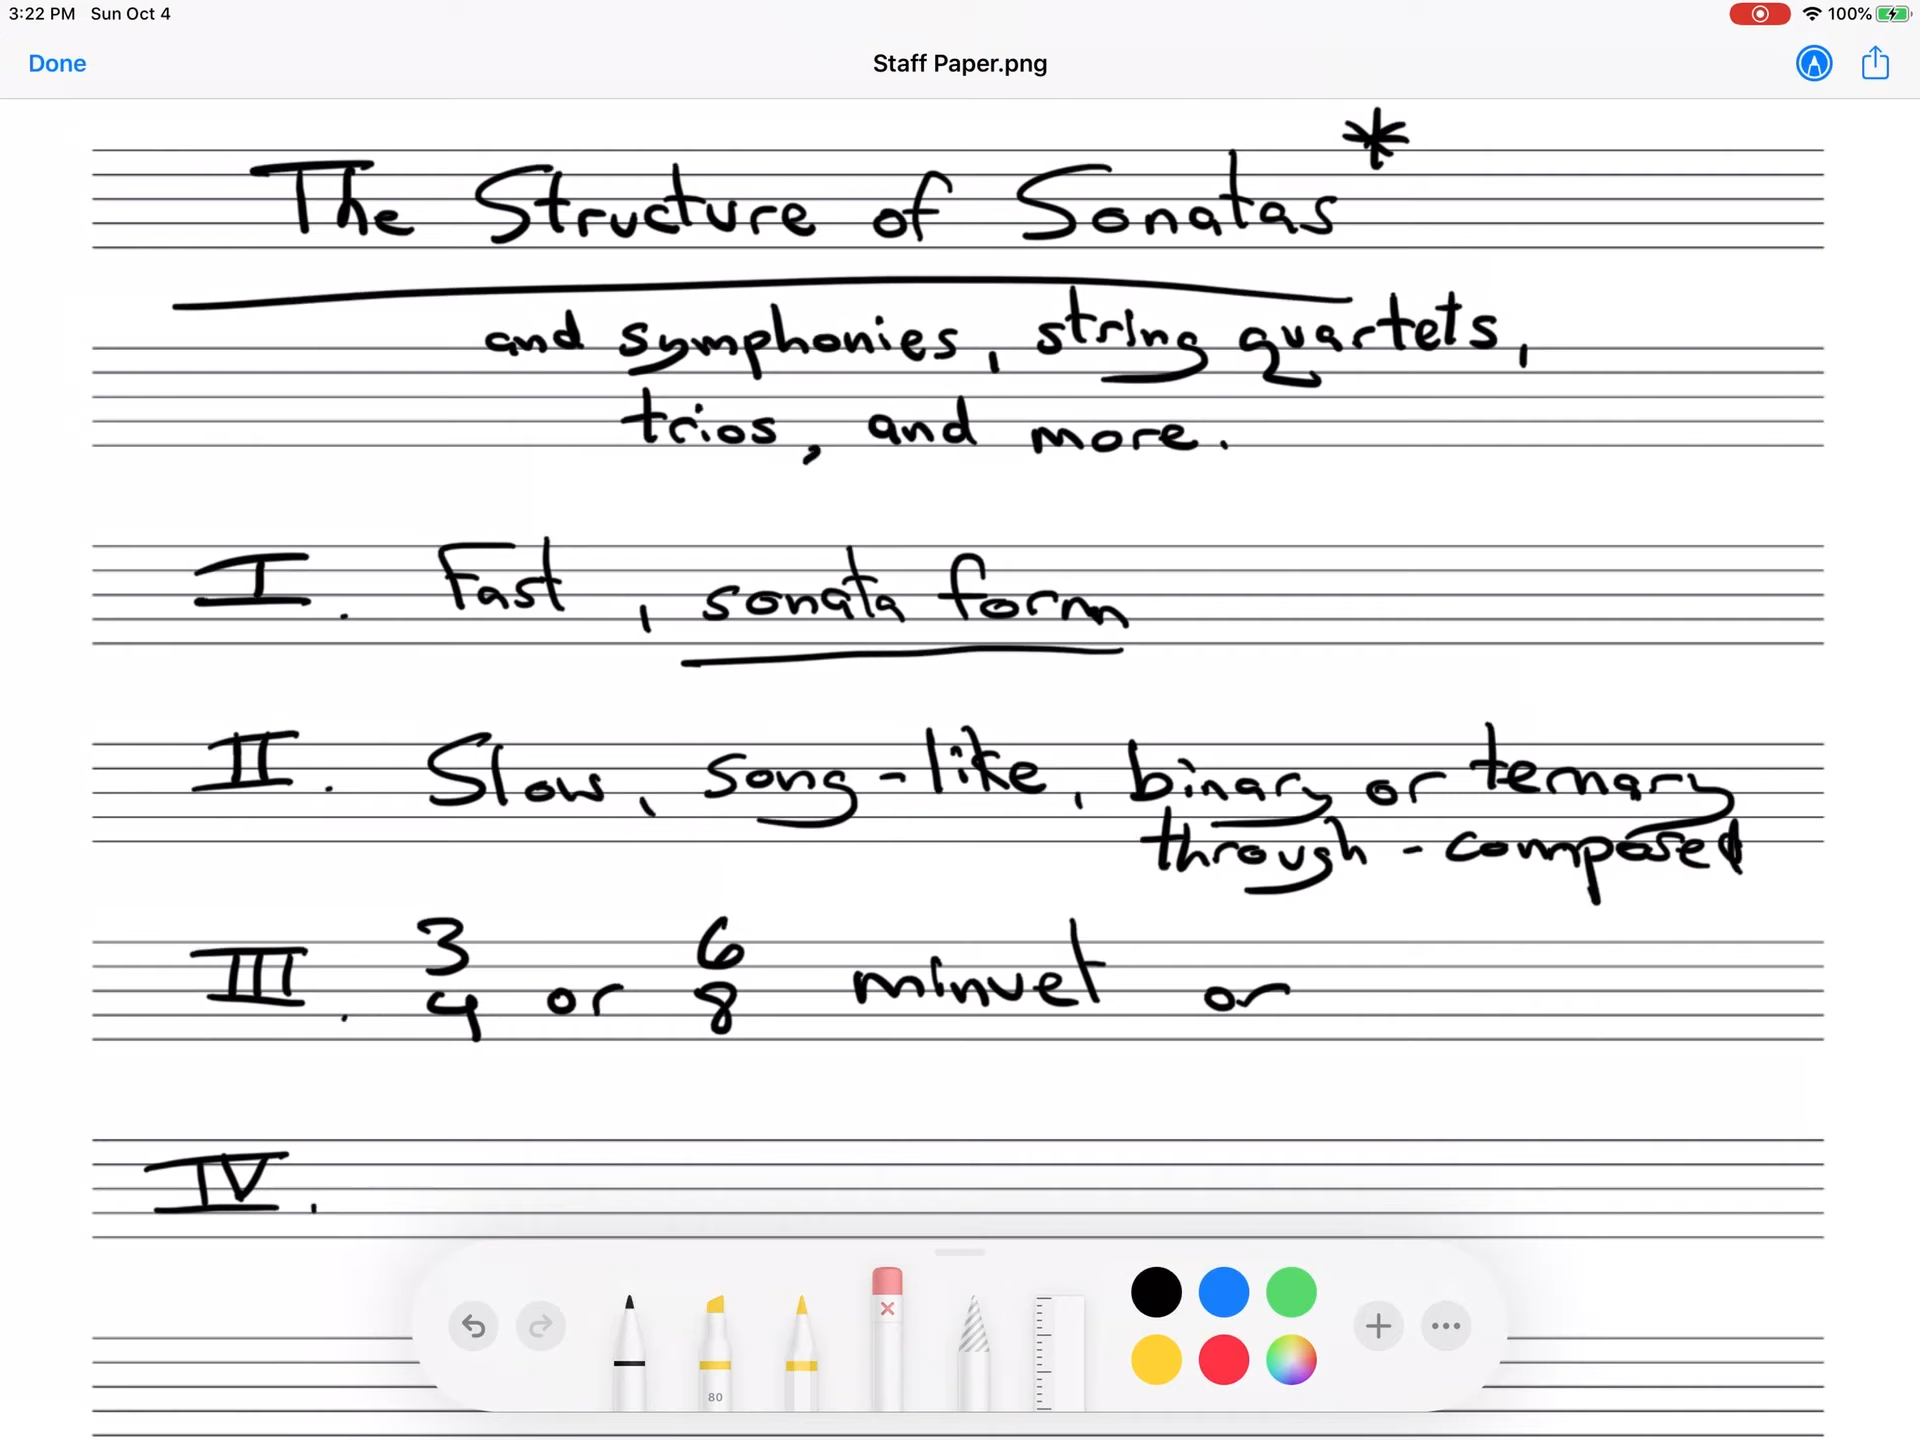 3:22 PM Sun Oct 4 100%
Done Staff Paper.png
The Structure of Sonatas*
and symphonies, string quartets,
trios, and more.
I. Fast, sonata form
II. Slow, song-like, binary or ternary
through-composed
III. 3/4 or 6/8 minuet or
IV.
80